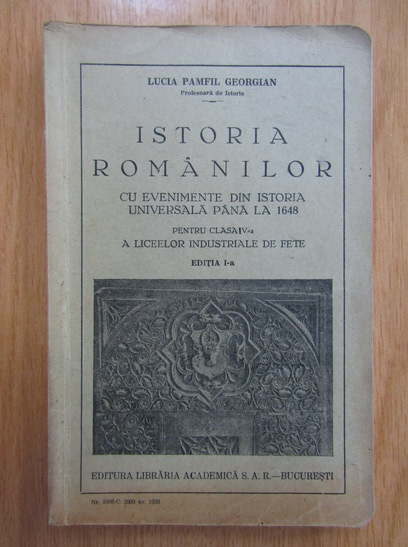 LUCIA PAMFIL GEORGIAN
Profesoară de Istorie
ISTORIA
ROMÂNILOR
CU EVENIMENTE DIN ISTORIA
UNIVERSALĂ PÂNĂ LA 1648
PENTRU CLASA IV-a
A LICEELOR INDUSTRIALE DE FETE
EDIȚIA I-a
EDITURA LIBRĂRIA ACADEMICĂ S. A. R.—BUCUREȘTI
Nr.